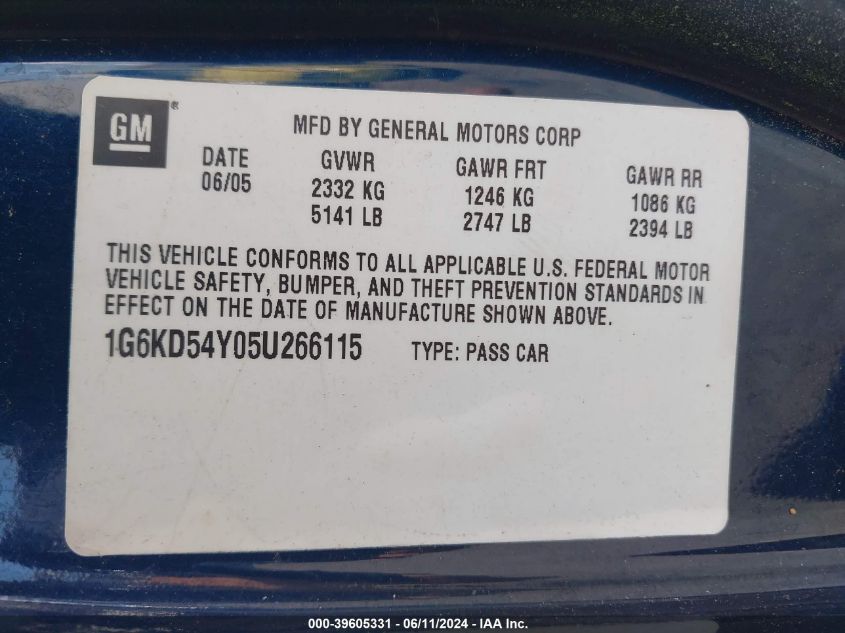 GM
®
MFD BY GENERAL MOTORS CORP
DATE GVWR GAWR FRT GAWR RR
06/05 2332 KG 1246 KG 1086 KG
5141 LB 2747 LB 2394 LB
THIS VEHICLE CONFORMS TO ALL APPLICABLE U.S. FEDERAL MOTOR
VEHICLE SAFETY, BUMPER, AND THEFT PREVENTION STANDARDS IN
EFFECT ON THE DATE OF MANUFACTURE SHOWN ABOVE.
1G6KD54Y05U266115 TYPE: PASS CAR
000-39605331 - 06/11/2024 - IAA Inc.